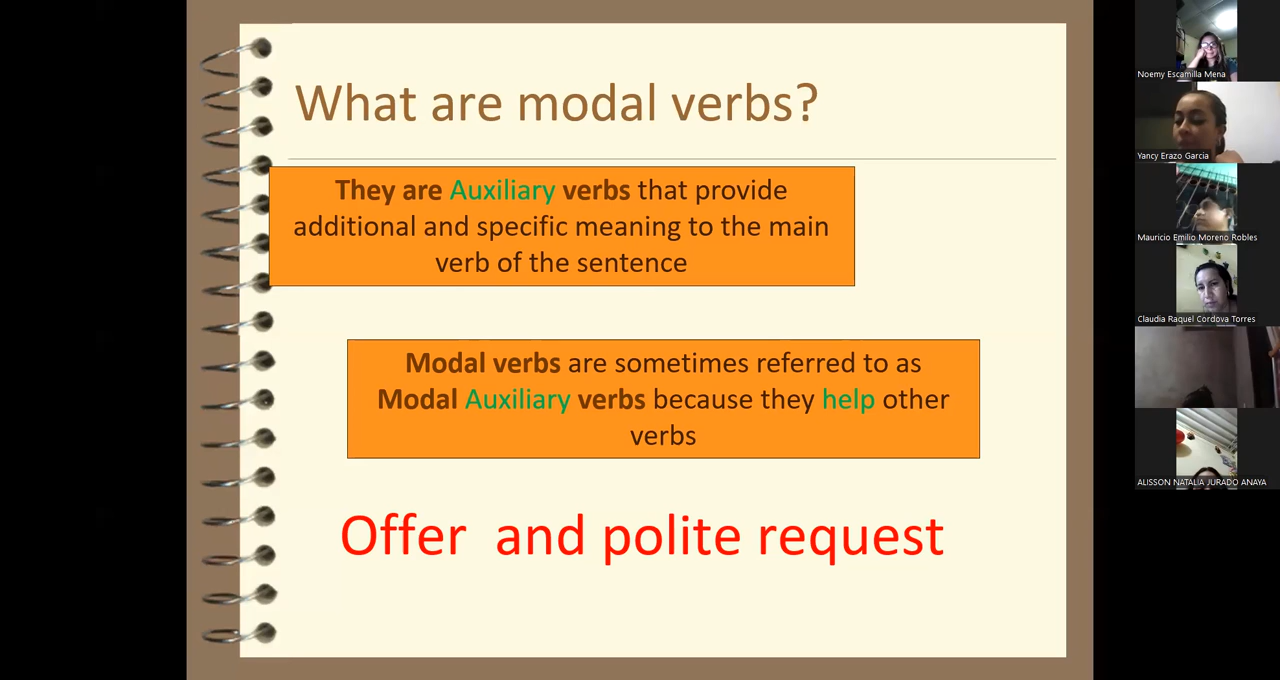 What are modal verbs?
They are Auxiliary verbs that provide
additional and specific meaning to the main
verb of the sentence
Modal verbs are sometimes referred to as
Modal Auxiliary verbs because they help other
verbs
Offer and polite request
Noemy Escamilla Mena
Yancy Erazo Garcia
Mauricio Emilio Moreno Robles
Claudia Raquel Cordova Torres
ALISSON NATALIA JURADO ANAYA